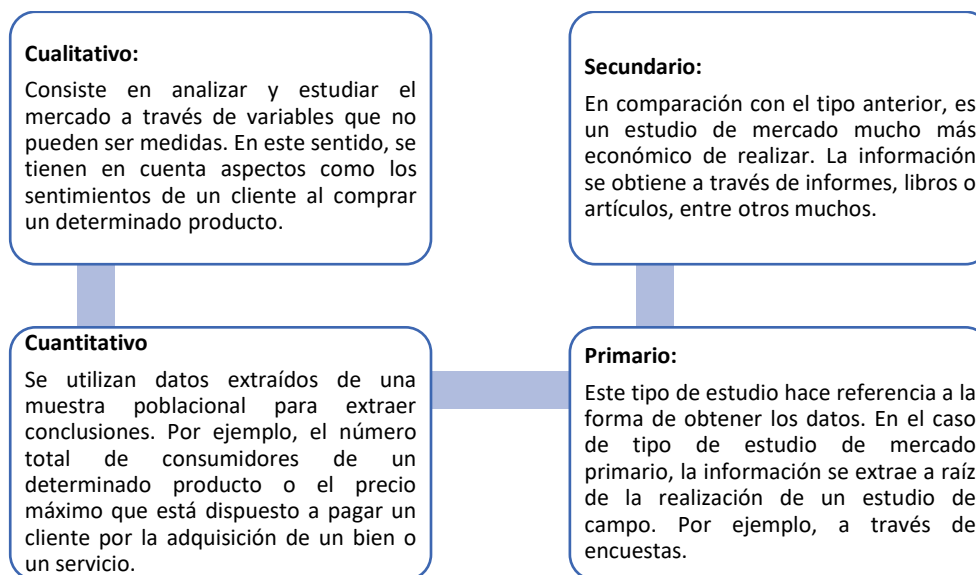 Cualitativo:
Consiste en analizar y estudiar el
mercado a través de variables que no
pueden ser medidas. En este sentido, se
tienen en cuenta aspectos como los
sentimientos de un cliente al comprar
un determinado producto.
Cuantitativo
Se utilizan datos extraídos de una
muestra poblacional para extraer
conclusiones. Por ejemplo, el número
total de consumidores de un
determinado producto o el precio
máximo que está dispuesto a pagar un
cliente por la adquisición de un bien o
un servicio.
Primario:
Este tipo de estudio hace referencia a la
forma de obtener los datos. En el caso
de tipo de estudio de mercado
primario, la información se extrae a raíz
de la realización de un estudio de
campo. Por ejemplo, a través de
encuestas.
Secundario:
En comparación con el tipo anterior, es
un estudio de mercado mucho más
económico de realizar. La información
se obtiene a través de informes, libros o
artículos, entre otros muchos.